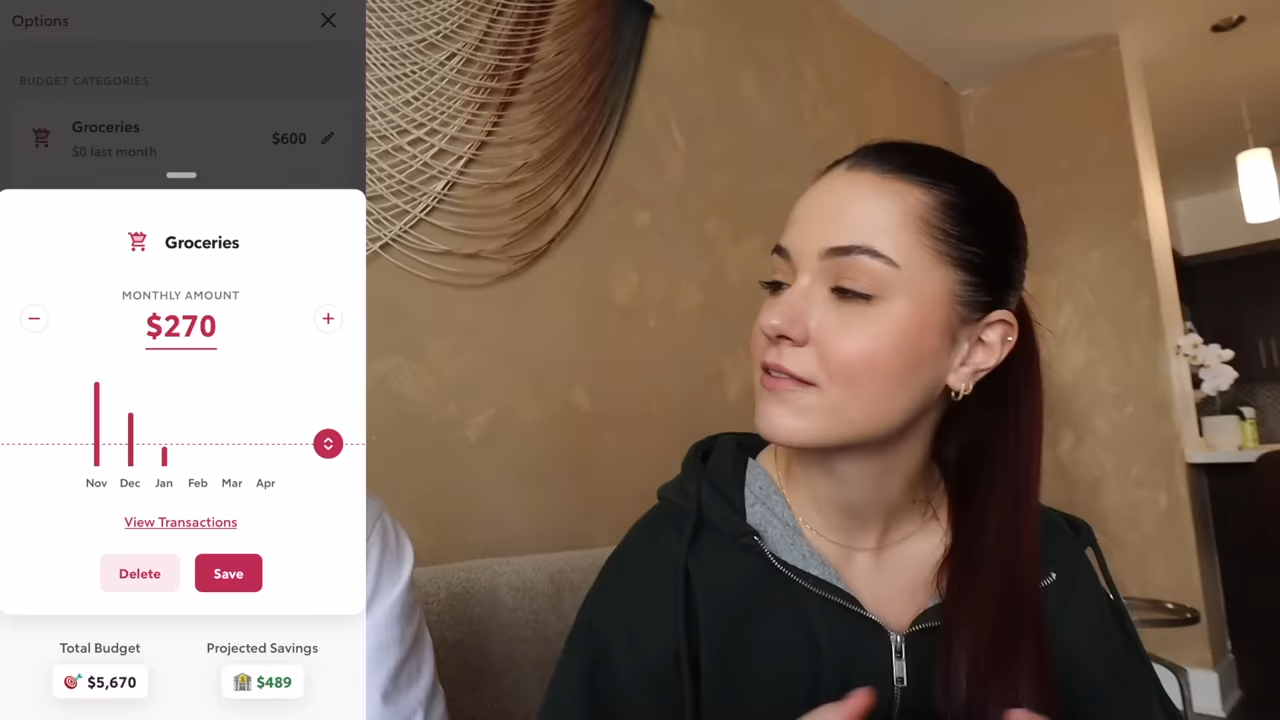 Options
BUDGET CATEGORIES
Groceries
$600
$0 last month
Groceries
MONTHLY AMOUNT
$270
Nov Dec Jan Feb Mar Apr
View Transactions
Delete Save
Total Budget Projected Savings
$5,670 $489